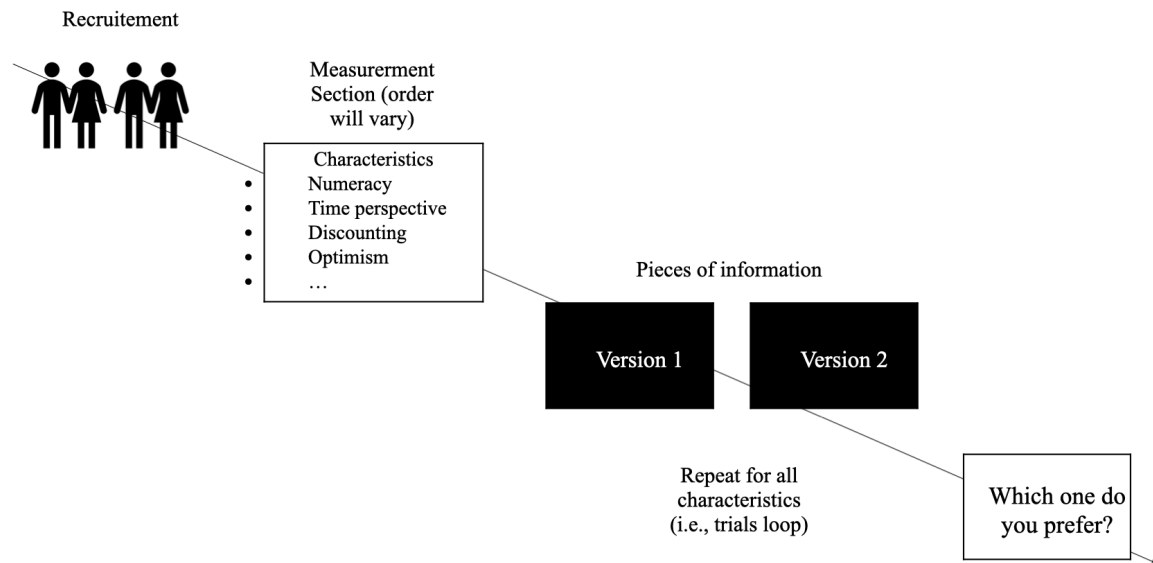 Recruitement
Measurerment
Section (order
will vary)
Characteristics
• Numeracy
• Time perspective
• Discounting
• Optimism
• …
Pieces of information
Version 1
Version 2
Repeat for all
characteristics
(i.e., trials loop)
Which one do
you prefer?